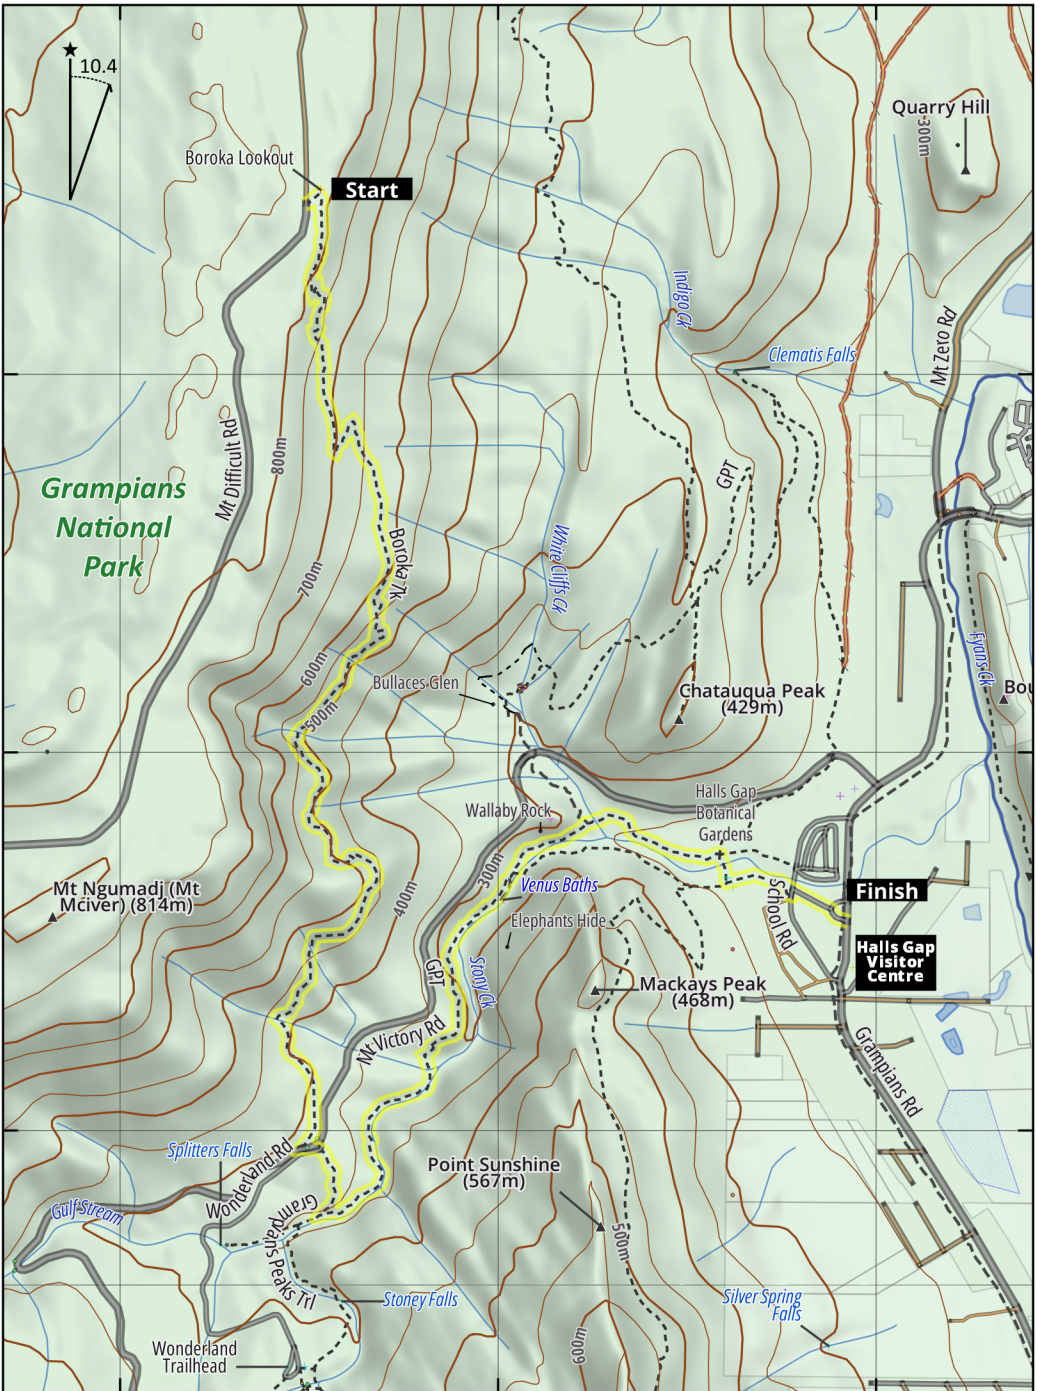 10.4
Quarry Hill
300m
Boroka Lookout
Start
Indigo Ck
Mt Zero Rd
Clematis Falls
Mt Difficult Rd
800m
GPT
Grampians
National
Park
Boroka Tk
White Cliffs Ck
700m
Fyans Ck
600m
Bullaces Glen
500m
Chatauqua Peak
(429m)
Bou
Halls Gap
Botanical
Gardens
Wallaby Rock
300m
Mt Ngumadj (Mt
Mciver) (814m)
400m
Venus Baths
Elephants Hide
School Rd
Finish
Halls Gap
Visitor
Centre
GPT
Stony Ck
Mackays Peak
(468m)
Mt Victory Rd
Grampians Rd
Splitters Falls
Wonderland Rd
Point Sunshine
(567m)
Gulf Stream
Grampians Peaks Trl
500m
Stoney Falls
Silver Spring
Falls
Wonderland
Trailhead
600m